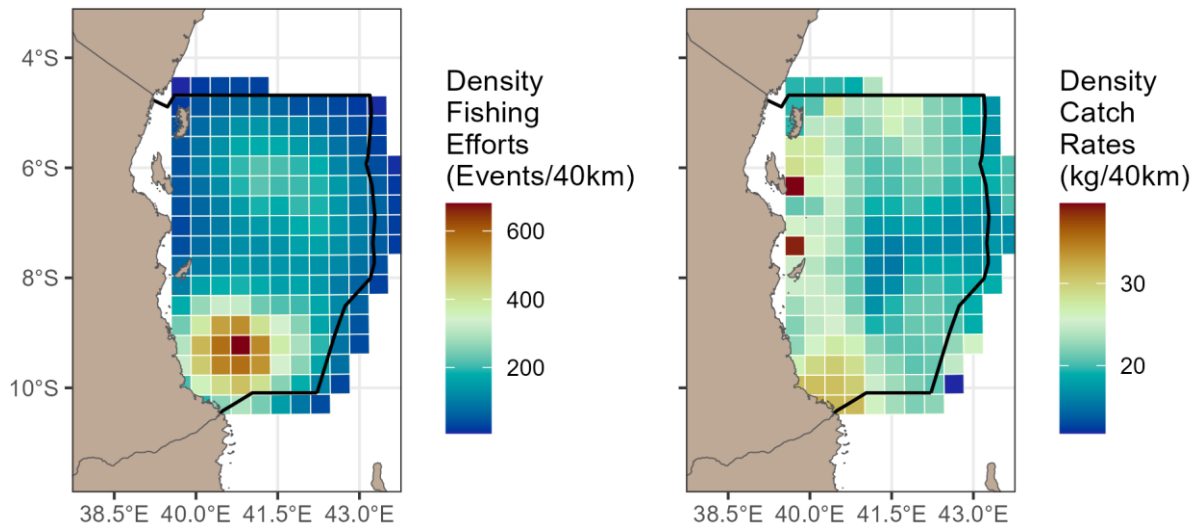 4°S
6°S
8°S
10°S
38.5°E 40.0°E 41.5°E 43.0°E
Density
Fishing
Efforts
(Events/40km)
600
400
200
38.5°E 40.0°E 41.5°E 43.0°E
Density
Catch
Rates
(kg/40km)
30
20